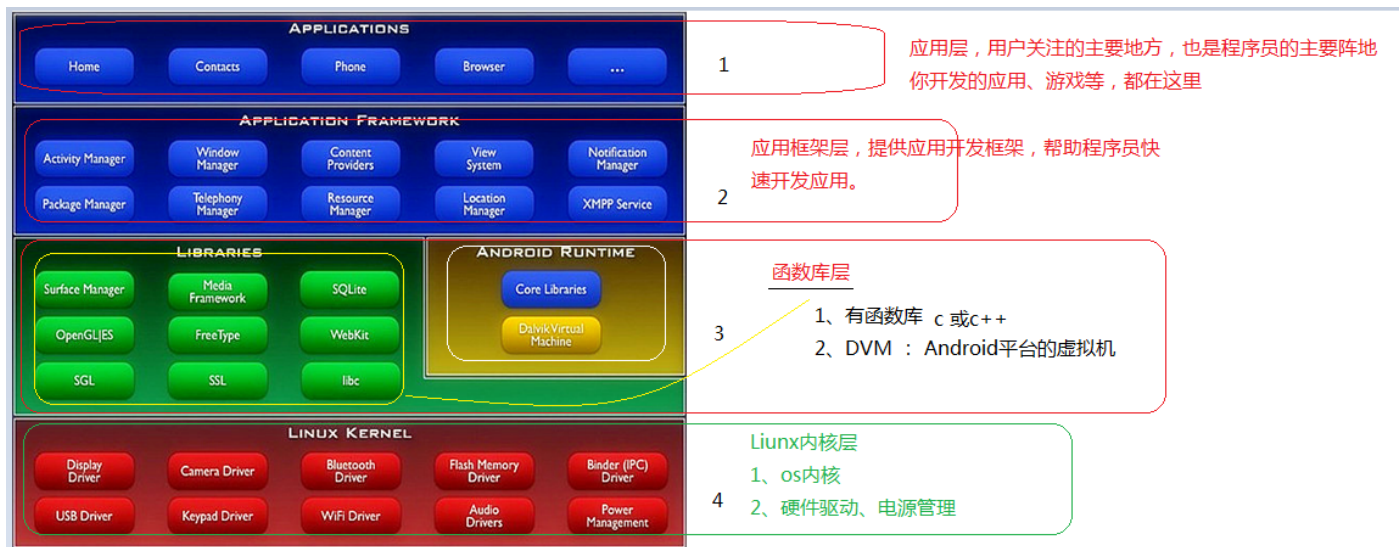 APPLICATIONS
Home
Contacts
Phone
Browser
...
1
应用层，用户关注的主要地方，也是程序员的主要阵地
你开发的应用、游戏等，都在这里
APPLICATION FRAMEWORK
Activity Manager
Window
Manager
Content
Providers
View
System
Notification
Manager
Package Manager
Telephony
Manager
Resource
Manager
Location
Manager
XMPP Service
2
应用框架层，提供应用开发框架，帮助程序员快
速开发应用。
LIBRARIES
Surface Manager
Media
Framework
SQLite
OpenGL|ES
FreeType
WebKit
SGL
SSL
libc
ANDROID RUNTIME
Core Libraries
Dalvik Virtual
Machine
3
函数库层
1、有函数库 c 或c++
2、DVM ： Android平台的虚拟机
LINUX KERNEL
Display
Driver
Camera Driver
Bluetooth
Driver
Flash Memory
Driver
Binder (IPC)
Driver
USB Driver
Keypad Driver
WiFi Driver
Audio
Drivers
Power
Management
4
Liunx内核层
1、os内核
2、硬件驱动、电源管理